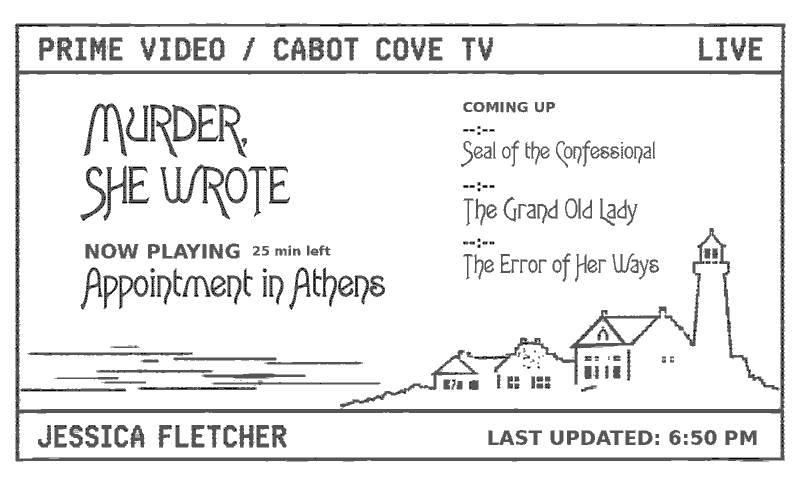 PRIME VIDEO / CABOT COVE TV
LIVE
MURDER,
SHE WROTE
NOW PLAYING 25 min left
Appointment in Athens
COMING UP
--:--
Seal of the Confessional
--:--
The Grand Old Lady
--:--
The Error of Her Ways
JESSICA FLETCHER
LAST UPDATED: 6:50 PM